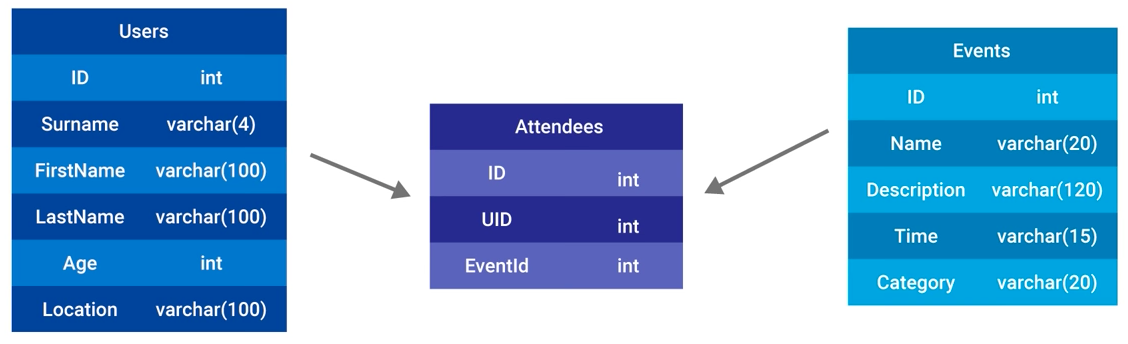 Users
ID int
Surname varchar(4)
FirstName varchar(100)
LastName varchar(100)
Age int
Location varchar(100)
Attendees
ID int
UID int
EventId int
Events
ID int
Name varchar(20)
Description varchar(120)
Time varchar(15)
Category varchar(20)